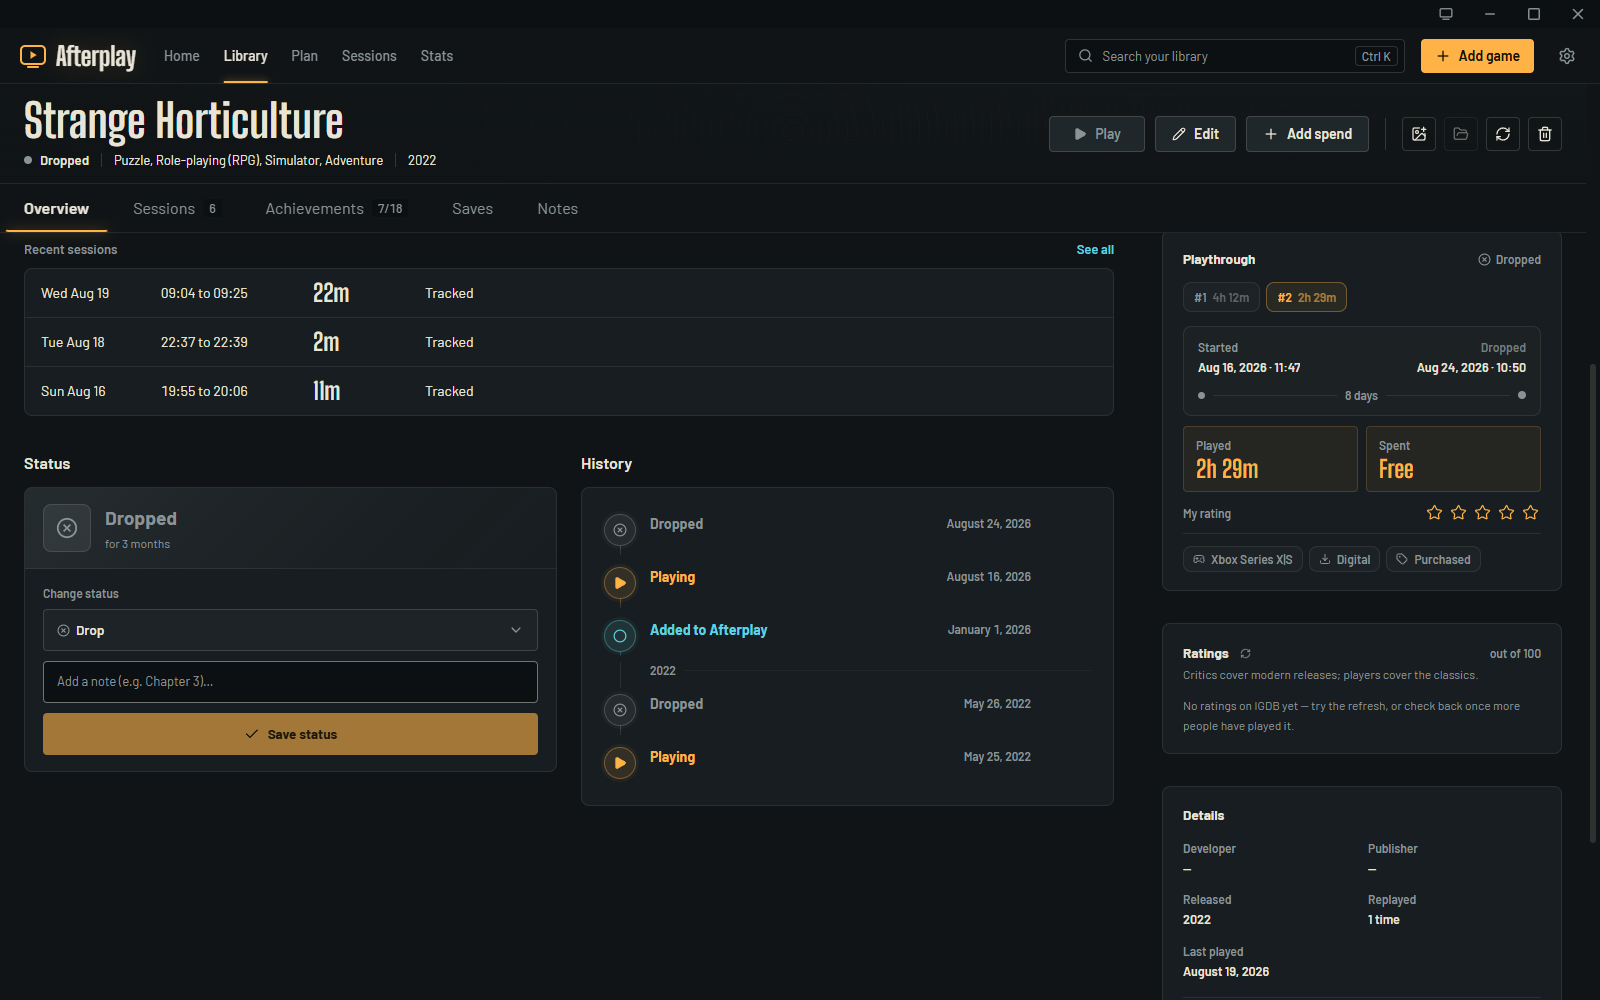 Afterplay
Home
Library
Plan
Sessions
Stats
Search your library
Ctrl K
Add game
Strange Horticulture
Dropped
Puzzle, Role-playing (RPG), Simulator, Adventure
2022
Play
Edit
Add spend
Overview
Sessions 6
Achievements 7/18
Saves
Notes
Recent sessions
See all
Wed Aug 19 09:04 to 09:25 22m Tracked
Tue Aug 18 22:37 to 22:39 2m Tracked
Sun Aug 16 19:55 to 20:06 11m Tracked
Status
Dropped
for 3 months
Change status
Drop
Add a note (e.g. Chapter 3)...
Save status
History
Dropped August 24, 2026
Playing August 16, 2026
Added to Afterplay January 1, 2026
2022
Dropped May 26, 2022
Playing May 25, 2022
Playthrough
Dropped
#1 4h 12m
#2 2h 29m
Started Dropped
Aug 16, 2026 · 11:47 Aug 24, 2026 · 10:50
8 days
Played
2h 29m
Spent
Free
My rating
Xbox Series X|S
Digital
Purchased
Ratings
out of 100
Critics cover modern releases; players cover the classics.
No ratings on IGDB yet — try the refresh, or check back once more
people have played it.
Details
Developer Publisher
— —
Released Replayed
2022 1 time
Last played
August 19, 2026